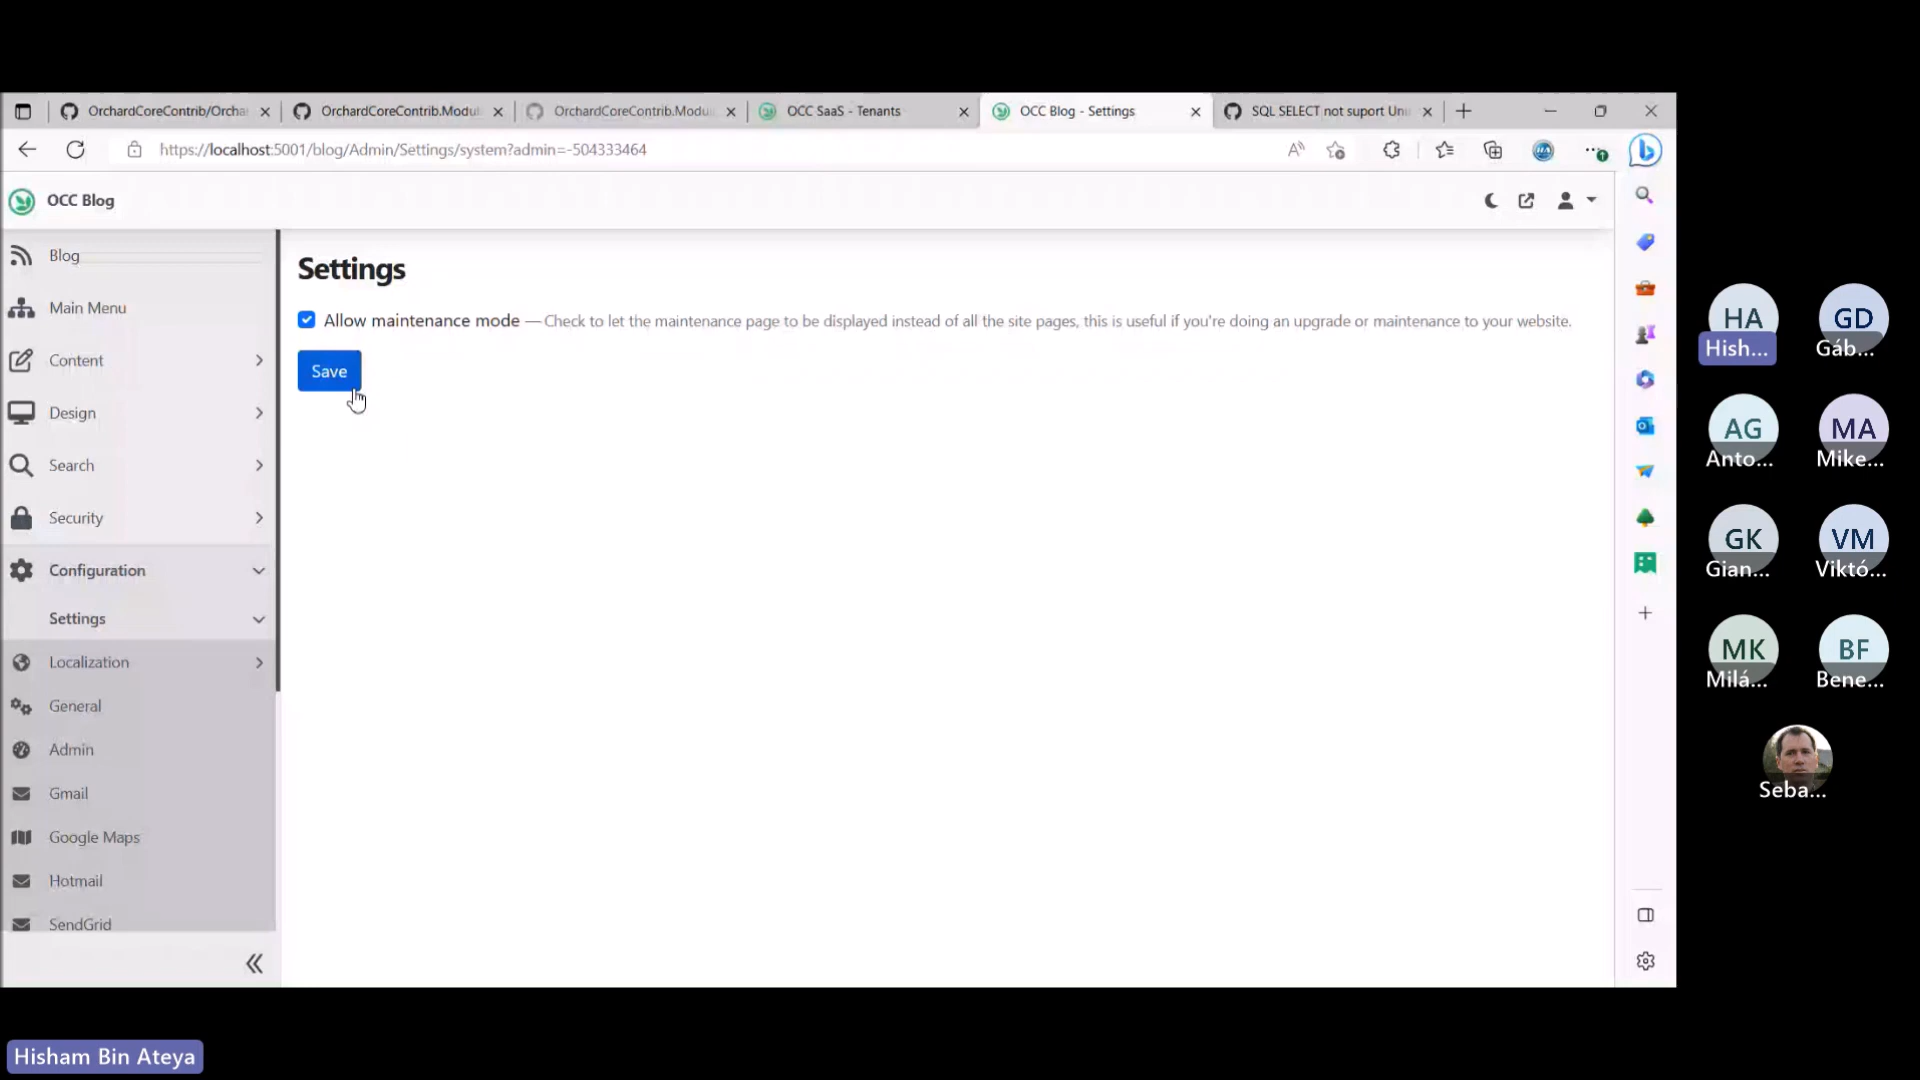 OrchardCoreContrib/Orcha
OrchardCoreContrib.Modul
OrchardCoreContrib.Modu
OCC SaaS - Tenants
OCC Blog - Settings
SQL SELECT not suport Un
https://localhost:5001/blog/Admin/Settings/system?admin=-504333464
OCC Blog
Blog
Main Menu
Content
Design
Search
Security
Configuration
Settings
Localization
General
Admin
Gmail
Google Maps
Hotmail
SendGrid
Settings
Allow maintenance mode — Check to let the maintenance page to be displayed instead of all the site pages, this is useful if you're doing an upgrade or maintenance to your website.
Save
HA
Hish...
GD
Gáb...
AG
Anto...
MA
Mike...
GK
Gian...
VM
Viktó...
MK
Milá...
BF
Bene...
Seba...
Hisham Bin Ateya